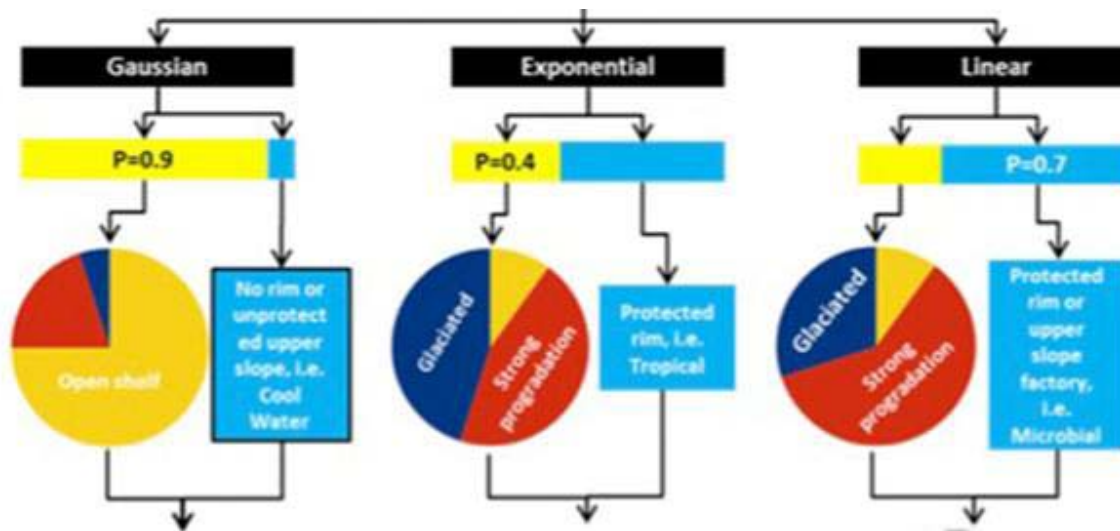 Gaussian
Exponential
Linear
P=0.9
P=0.4
P=0.7
Open shelf
No rim or
unprotect
ed upper
slope, i.e.
Cool
Water
Glaciated
Strong
progradation
Protected
rim, i.e.
Tropical
Glaciated
Strong
progradation
Protected
rim or
upper
slope
factory,
i.e.
Microbial